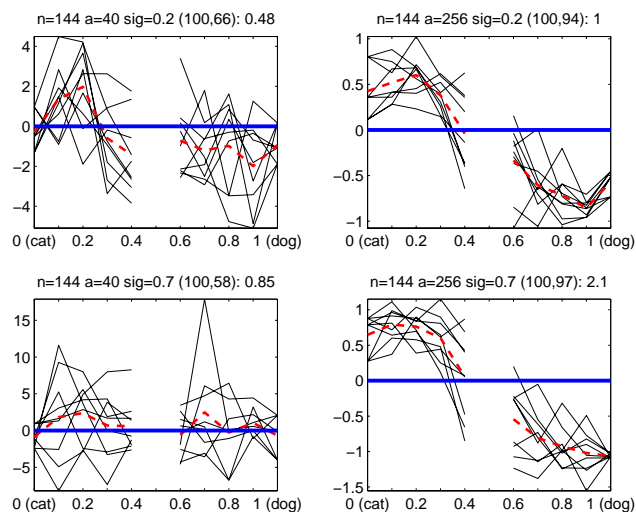 n=144 a=40 sig=0.2 (100,66): 0.48
4
2
0
−2
−4
0 (cat) 0.2 0.4 0.6 0.8 1 (dog)
n=144 a=256 sig=0.2 (100,94): 1
1
0.5
0
−0.5
−1
0 (cat) 0.2 0.4 0.6 0.8 1 (dog)
n=144 a=40 sig=0.7 (100,58): 0.85
15
10
5
0
−5
0 (cat) 0.2 0.4 0.6 0.8 1 (dog)
n=144 a=256 sig=0.7 (100,97): 2.1
1
0.5
0
−0.5
−1
−1.5
0 (cat) 0.2 0.4 0.6 0.8 1 (dog)